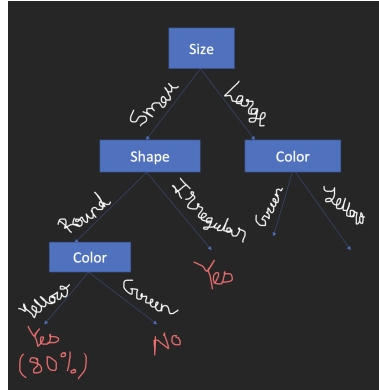 Size
Small
Large
Shape
Color
Round
Irregular
Green
Yellow
Color
Yes
Yellow
Green
Yes
(80%)
No